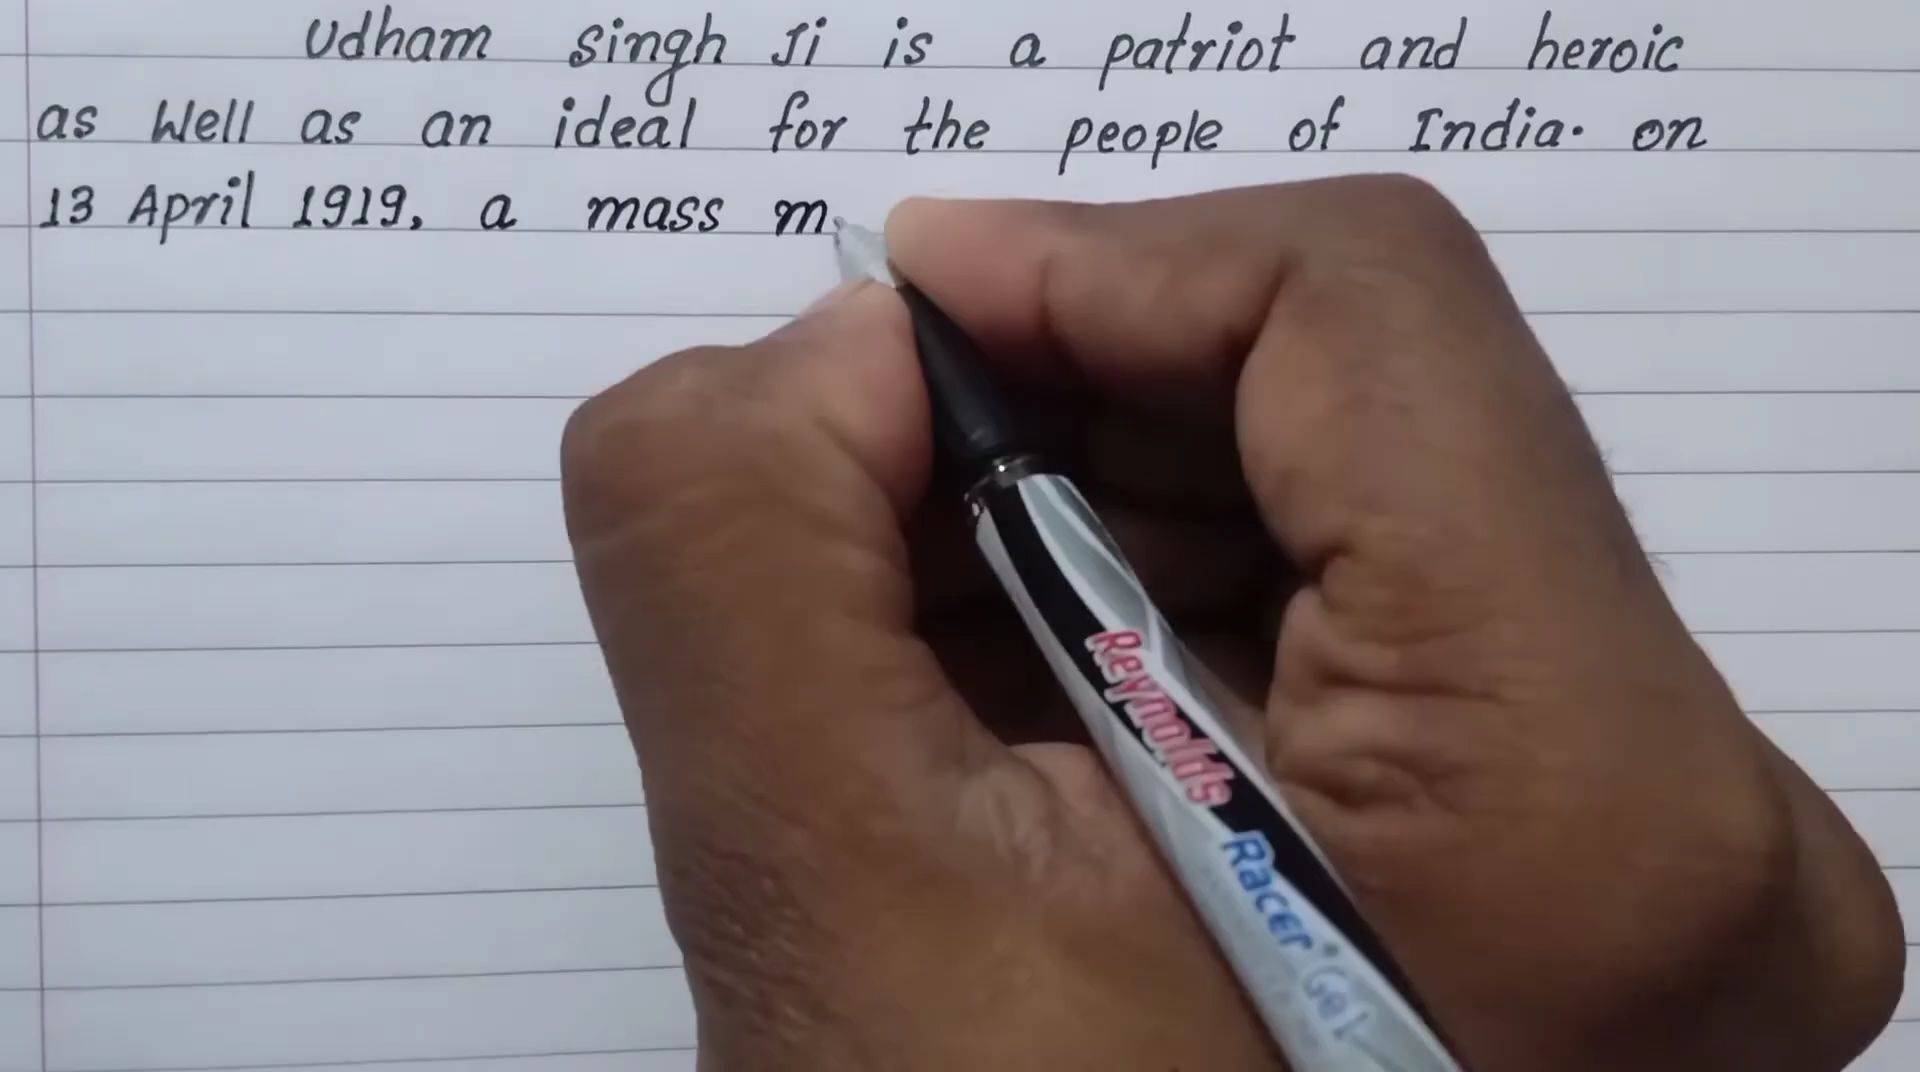 Udham singh Ji is a patriot and heroic
as Well as an ideal for the people of India. on
13 April 1919, a mass m
Reynolds
Racer Gel